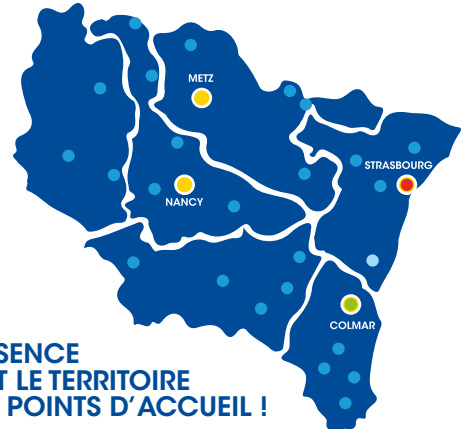 METZ
STRASBOURG
NANCY
COLMAR
SENCE
T LE TERRITOIRE
POINTS D'ACCUEIL !